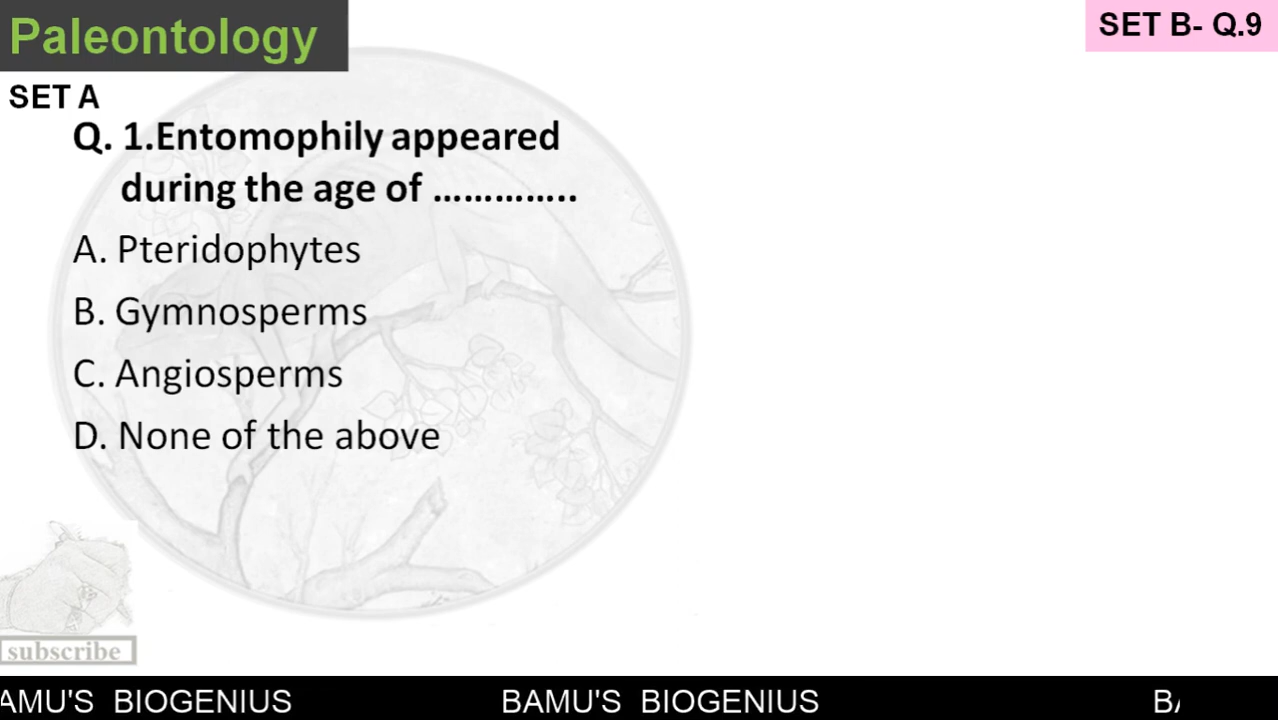 Paleontology
SET B- Q.9
SET A
Q. 1.Entomophily appeared
during the age of …………..
A. Pteridophytes
B. Gymnosperms
C. Angiosperms
D. None of the above
subscribe
AMU'S BIOGENIUS BAMU'S BIOGENIUS